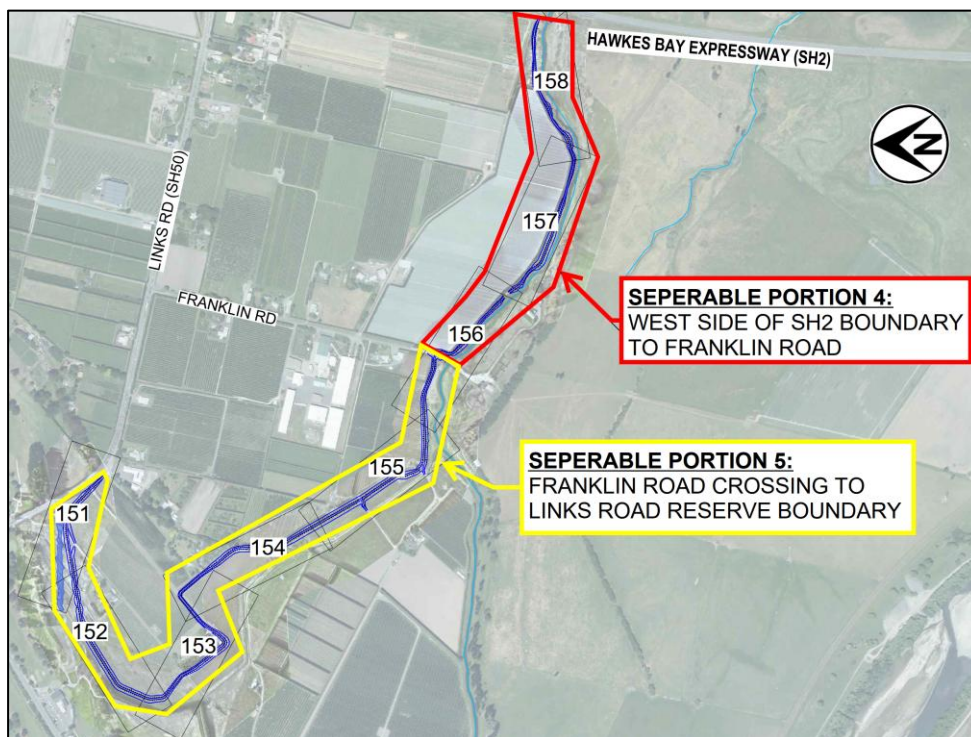 HAWKES BAY EXPRESSWAY (SH2)
158
N
LINKS RD (SH50)
157
FRANKLIN RD
SEPERABLE PORTION 4:
WEST SIDE OF SH2 BOUNDARY
TO FRANKLIN ROAD
156
155
SEPERABLE PORTION 5:
FRANKLIN ROAD CROSSING TO
LINKS ROAD RESERVE BOUNDARY
151
154
152
153